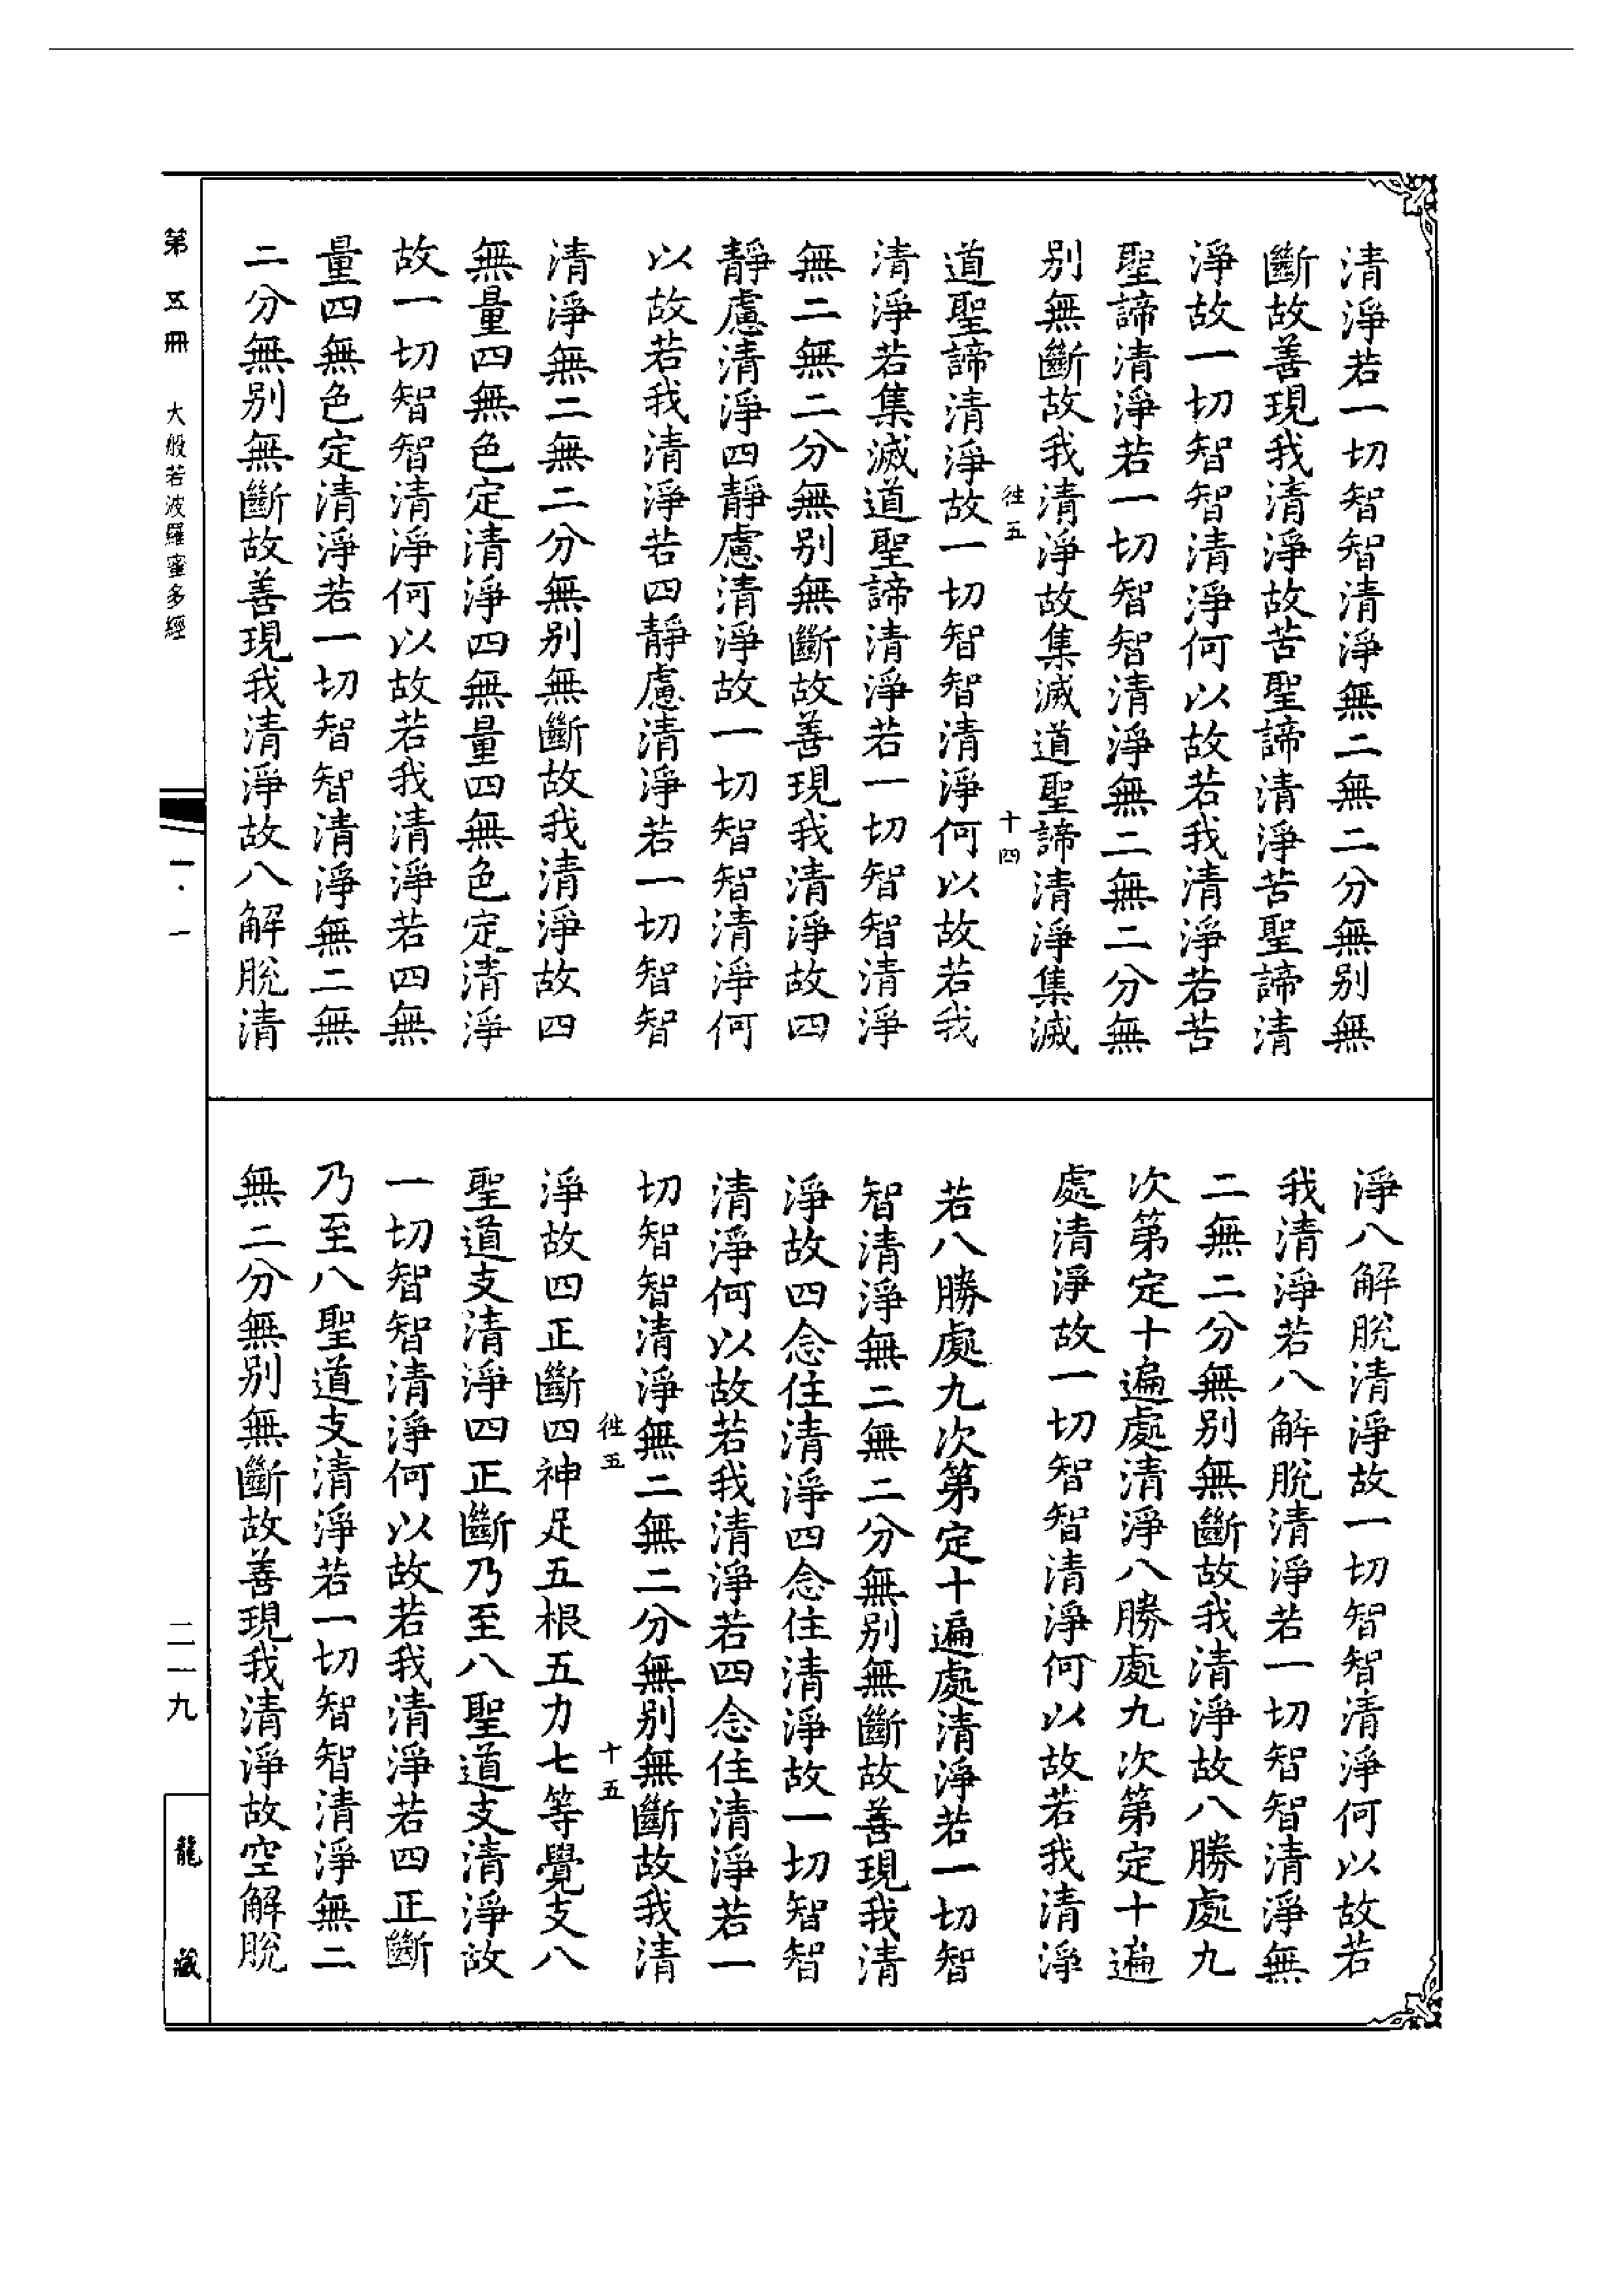 清淨若一切智智清淨無二無二分無别無
斷故善現我清淨故苦聖諦清淨苦聖諦清
淨故一切智智清淨何以故若我清淨若苦
聖諦清淨若一切智智清淨無二無二分無
别無斷故我清淨故集滅道聖諦清淨集滅
徃五
十四
道聖諦清淨故一切智智清淨何以故若我
清淨若集滅道聖諦清淨若一切智智清淨
無二無二分無别無斷故善現我清淨故四
靜慮清淨四靜慮清淨故一切智智清淨何
以故若我清淨若四靜慮清淨若一切智智
清淨無二無二分無别無斷故我清淨故四
無量四無色定清淨四無量四無色定清淨
故一切智智清淨何以故若我清淨若四無
量四無色定清淨若一切智智清淨無二無
二分無别無斷故善現我清淨故八解脫清
淨八解脫清淨故一切智智清淨何以故若
我清淨若八解脫清淨若一切智智清淨無
二無二分無别無斷故我清淨故八勝處九
次第定十遍處清淨八勝處九次第定十遍
處清淨故一切智智清淨何以故若我清淨
若八勝處九次第定十遍處清淨若一切智
智清淨無二無二分無别無斷故善現我清
淨故四念住清淨四念住清淨故一切智智
清淨何以故若我清淨若四念住清淨若一
切智智清淨無二無二分無别無斷故我清
徃五
十五
淨故四正斷四神足五根五力七等覺支八
聖道支清淨四正斷乃至八聖道支清淨故
一切智智清淨何以故若我清淨若四正斷
乃至八聖道支清淨若一切智智清淨無二
無二分無别無斷故善現我清淨故空解脫
第五冊
大般若波羅蜜多經
一·一
二一九
龍藏